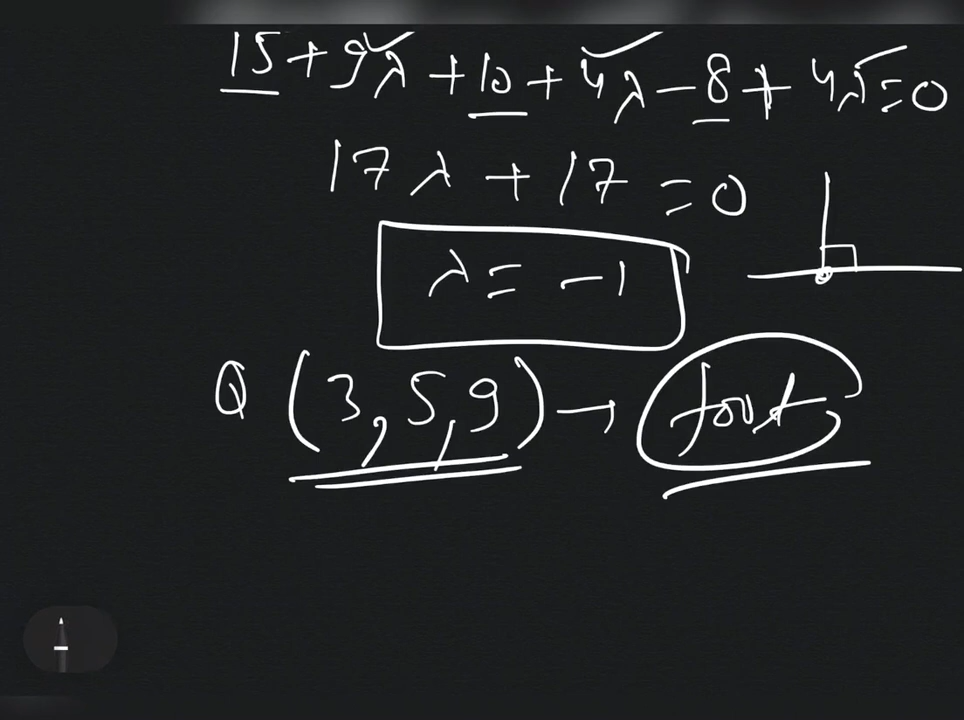 15 + 9λ + 10 + 4λ - 8 + 4λ = 0
17λ + 17 = 0
λ = -1
Q (3, 5, 9) → foot